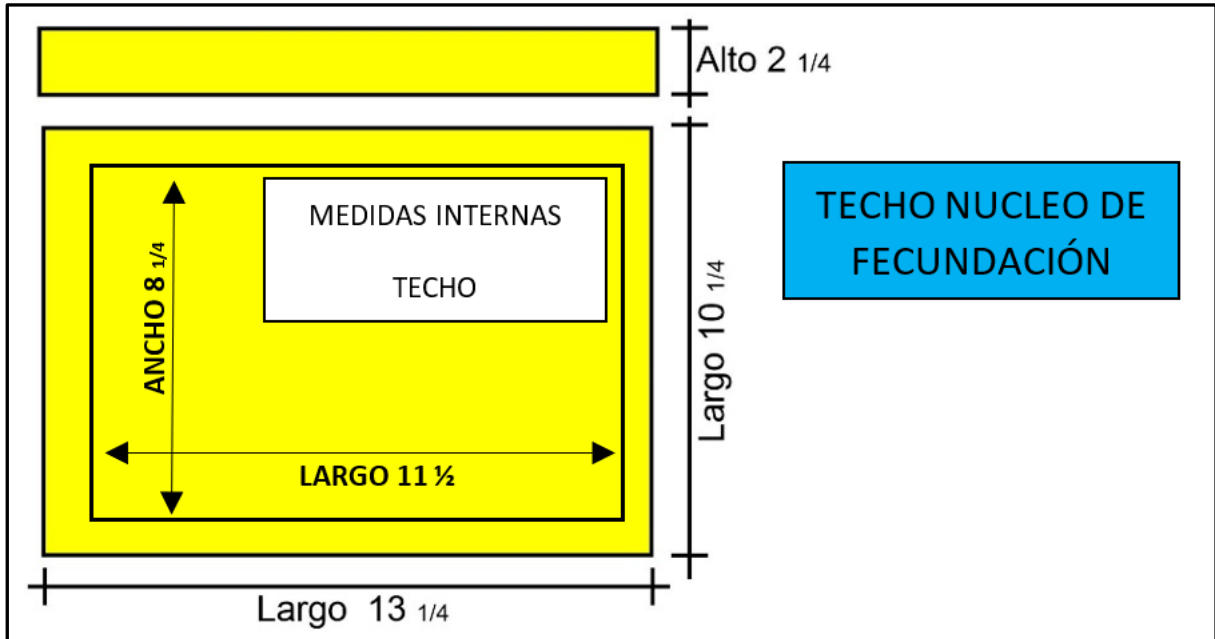 Alto 2 1/4
MEDIDAS INTERNAS
TECHO
ANCHO 8 1/4
LARGO 11 ½
Largo 10 1/4
Largo 13 1/4
TECHO NUCLEO DE
FECUNDACIÓN